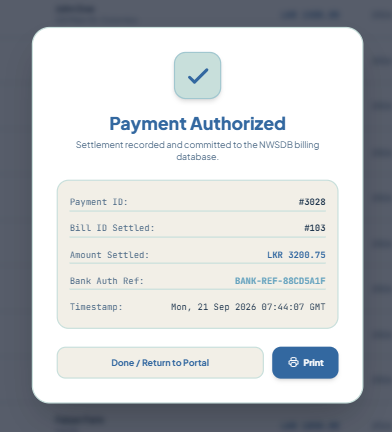 Payment Authorized
Settlement recorded and committed to the NWSDB billing
database.
Payment ID: #3028
Bill ID Settled: #103
Amount Settled: LKR 3200.75
Bank Auth Ref: BANK-REF-88CD5A1F
Timestamp: Mon, 21 Sep 2026 07:44:07 GMT
Done / Return to Portal
Print